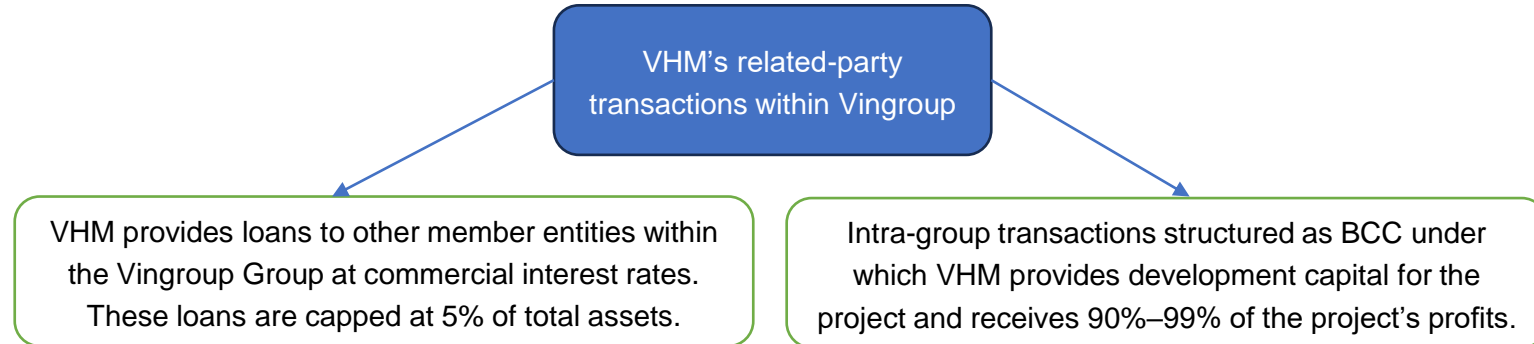 VHM’s related-party
transactions within Vingroup
VHM provides loans to other member entities within
the Vingroup Group at commercial interest rates.
These loans are capped at 5% of total assets.
Intra-group transactions structured as BCC under
which VHM provides development capital for the
project and receives 90%–99% of the project’s profits.